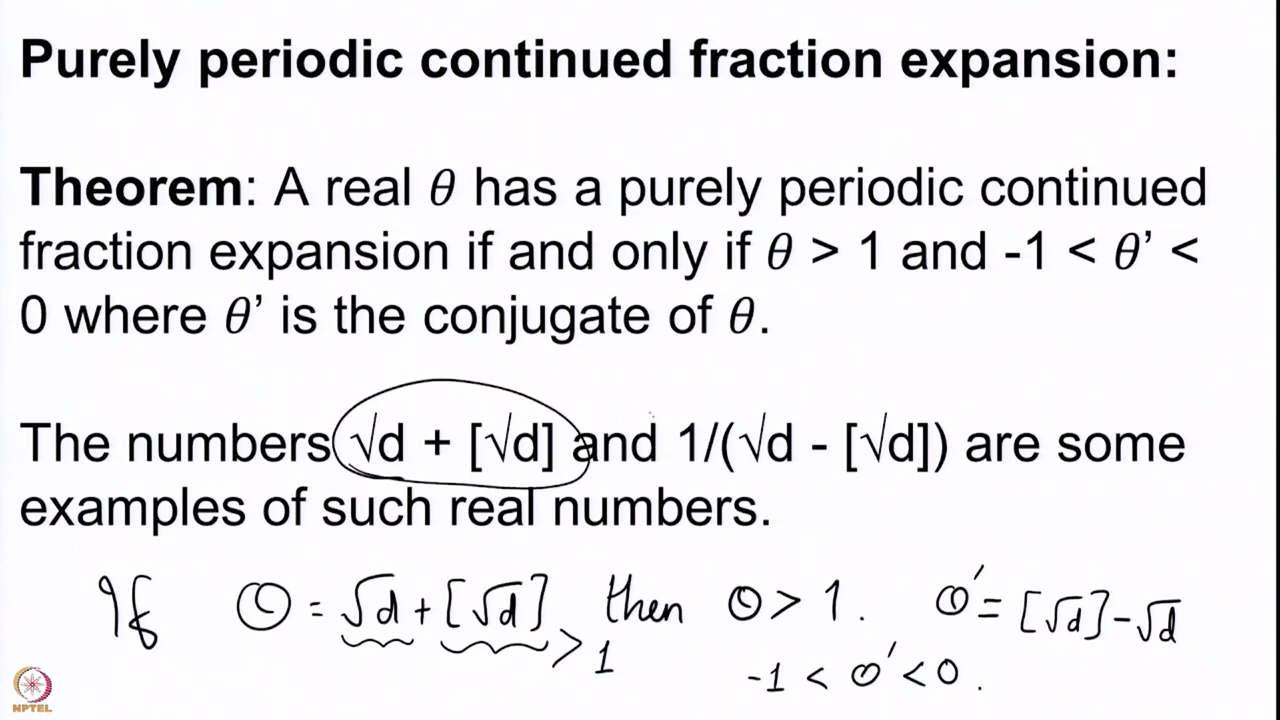 Purely periodic continued fraction expansion:
Theorem: A real θ has a purely periodic continued
fraction expansion if and only if θ > 1 and -1 < θ’ <
0 where θ’ is the conjugate of θ.
The numbers √d + [√d] and 1/(√d - [√d]) are some
examples of such real numbers.
If θ = √d + [√d] then θ > 1. θ' = [√d] - √d
> 1 -1 < θ' < 0.
NPTEL